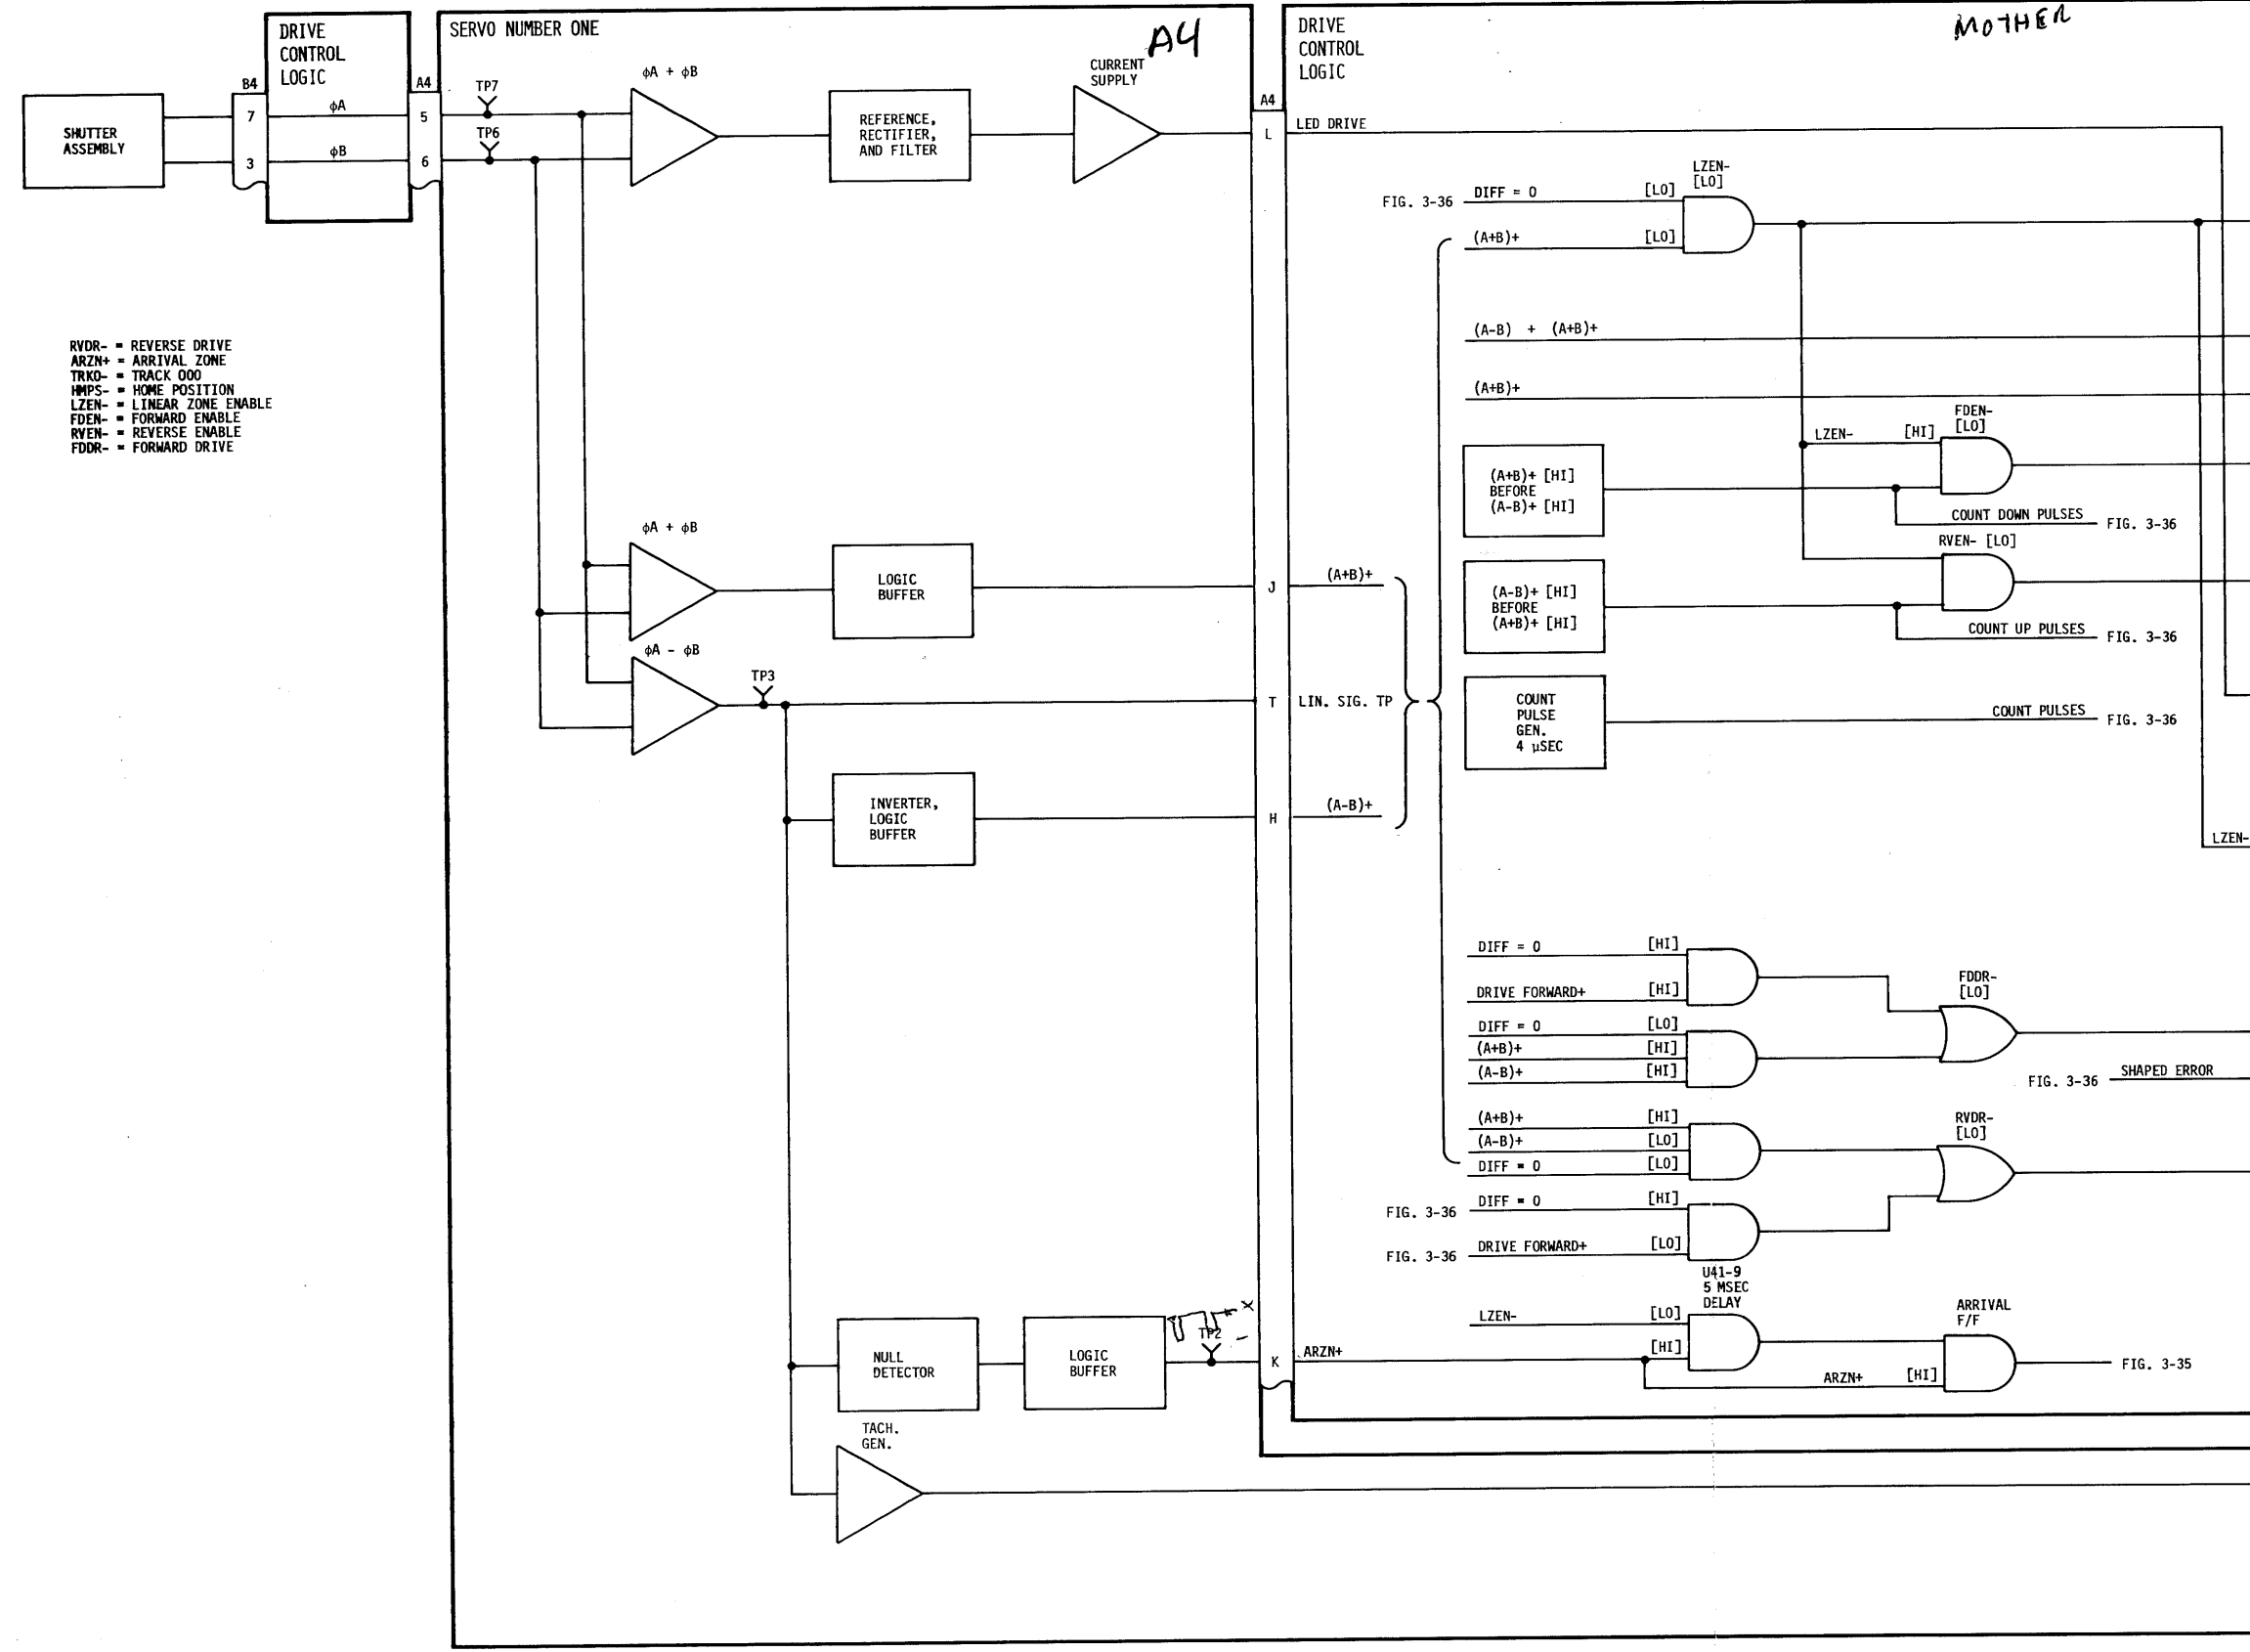 DRIVE
CONTROL
LOGIC
B4
A4
7
φA
5
3
φB
6
SHUTTER
ASSEMBLY
RVDR- = REVERSE DRIVE
ARZN+ = ARRIVAL ZONE
TRKO- = TRACK 000
HMPS- = HOME POSITION
LZEN- = LINEAR ZONE ENABLE
FDEN- = FORWARD ENABLE
RVEN- = REVERSE ENABLE
FDDR- = FORWARD DRIVE
SERVO NUMBER ONE
A4
TP7
TP6
φA + φB
REFERENCE,
RECTIFIER,
AND FILTER
CURRENT
SUPPLY
φA + φB
LOGIC
BUFFER
φA - φB
TP3
INVERTER,
LOGIC
BUFFER
NULL
DETECTOR
LOGIC
BUFFER
TP2
TACH.
GEN.
A4
L
J
T
H
K
DRIVE
CONTROL
LOGIC
MOTHER
LED DRIVE
LZEN-
[LO]
FIG. 3-36 DIFF = 0 [LO]
(A+B)+ [LO]
(A-B) + (A+B)+
(A+B)+
FDEN-
[LO]
LZEN- [HI]
(A+B)+ [HI]
BEFORE
(A-B)+ [HI]
COUNT DOWN PULSES FIG. 3-36
RVEN- [LO]
(A-B)+ [HI]
BEFORE
(A+B)+ [HI]
COUNT UP PULSES FIG. 3-36
(A+B)+
LIN. SIG. TP
(A-B)+
COUNT
PULSE
GEN.
4 μSEC
COUNT PULSES FIG. 3-36
LZEN-
DIFF = 0 [HI]
DRIVE FORWARD+ [HI]
FDDR-
[LO]
DIFF = 0 [LO]
(A+B)+ [HI]
(A-B)+ [HI]
FIG. 3-36 SHAPED ERROR
(A+B)+ [HI]
(A-B)+ [LO]
DIFF = 0 [LO]
RVDR-
[LO]
FIG. 3-36 DIFF = 0 [HI]
FIG. 3-36 DRIVE FORWARD+ [LO]
U41-9
5 MSEC
DELAY
LZEN- [LO]
ARZN+ [HI]
ARRIVAL
F/F
ARZN+ [HI]
FIG. 3-35